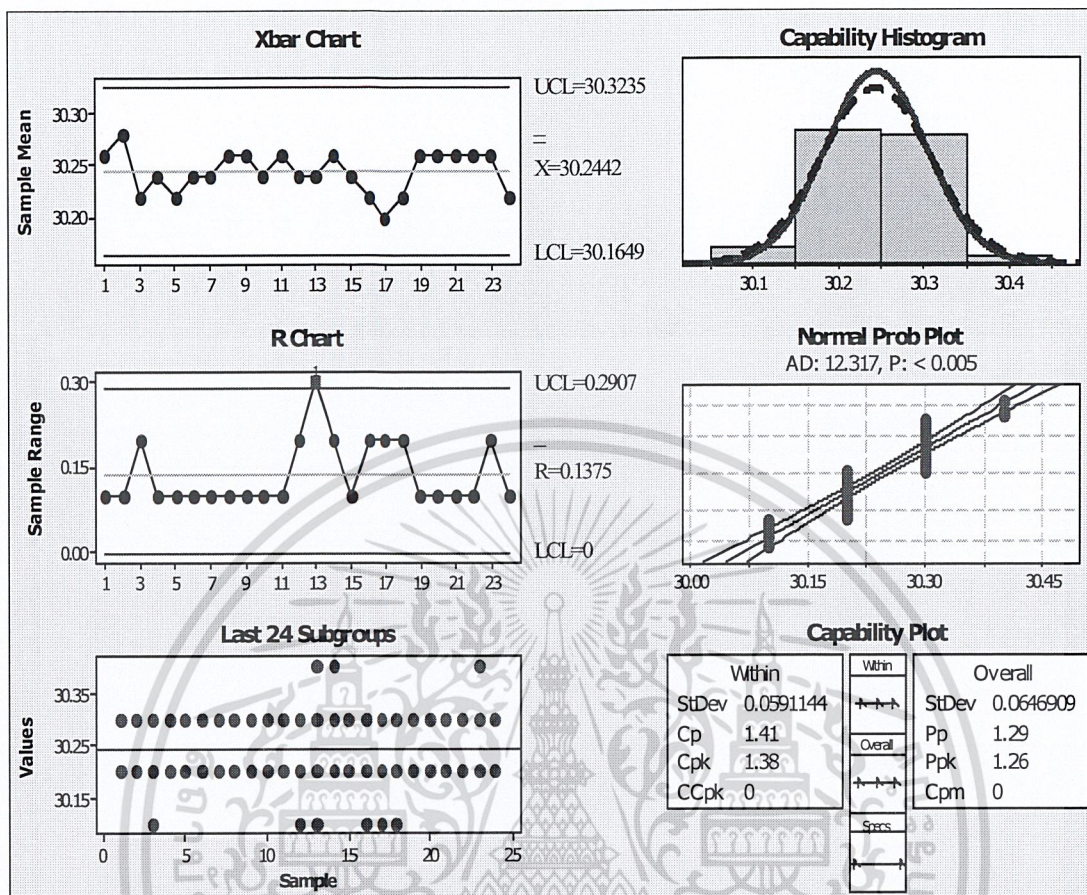 Xbar Chart
Sample Mean
30.30
30.25
30.20
1 3 5 7 9 11 13 15 17 19 21 23
UCL=30.3235
X=30.2442
LCL=30.1649
Capability Histogram
30.1 30.2 30.3 30.4
R Chart
Sample Range
0.30
0.15
0.00
1
1 3 5 7 9 11 13 15 17 19 21 23
UCL=0.2907
R=0.1375
LCL=0
Normal Prob Plot
AD: 12.317, P: < 0.005
30.00 30.15 30.30 30.45
Last 24 Subgroups
Values
30.35
30.25
30.15
0 5 10 15 20 25
Sample
Capability Plot
Within
StDev 0.0591144
Cp 1.41
Cpk 1.38
CCpk 0
Within
Overall
Specs
Overall
StDev 0.0646909
Pp 1.29
Ppk 1.26
Cpm 0